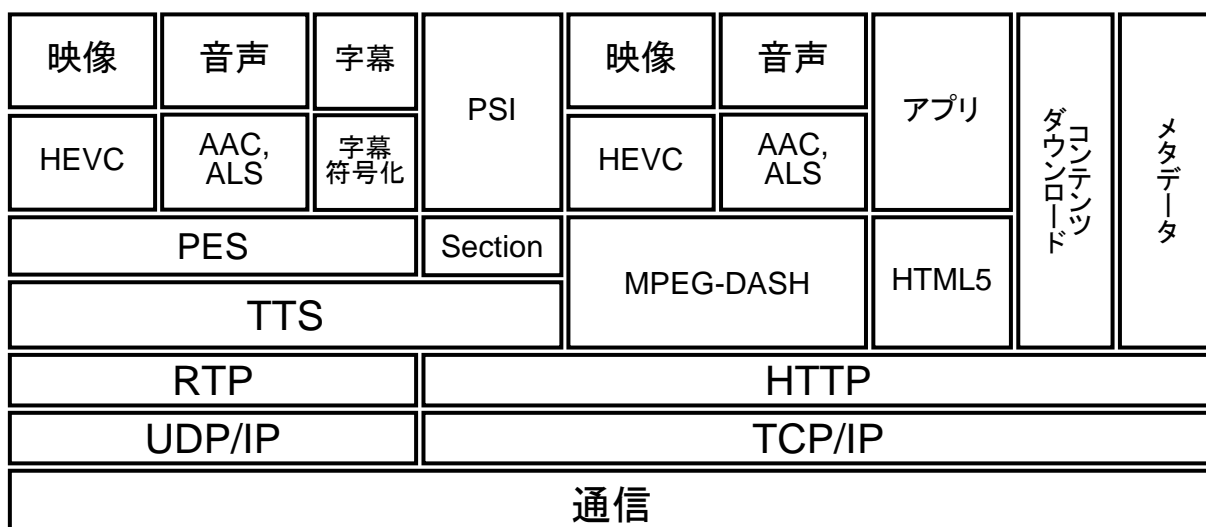 映像
音声
字幕
PSI
映像
音声
アプリ
コンテンツ
ダウンロード
メタデータ
HEVC
AAC,
ALS
字幕
符号化
HEVC
AAC,
ALS
PES
Section
MPEG-DASH
HTML5
TTS
RTP
HTTP
UDP/IP
TCP/IP
通信